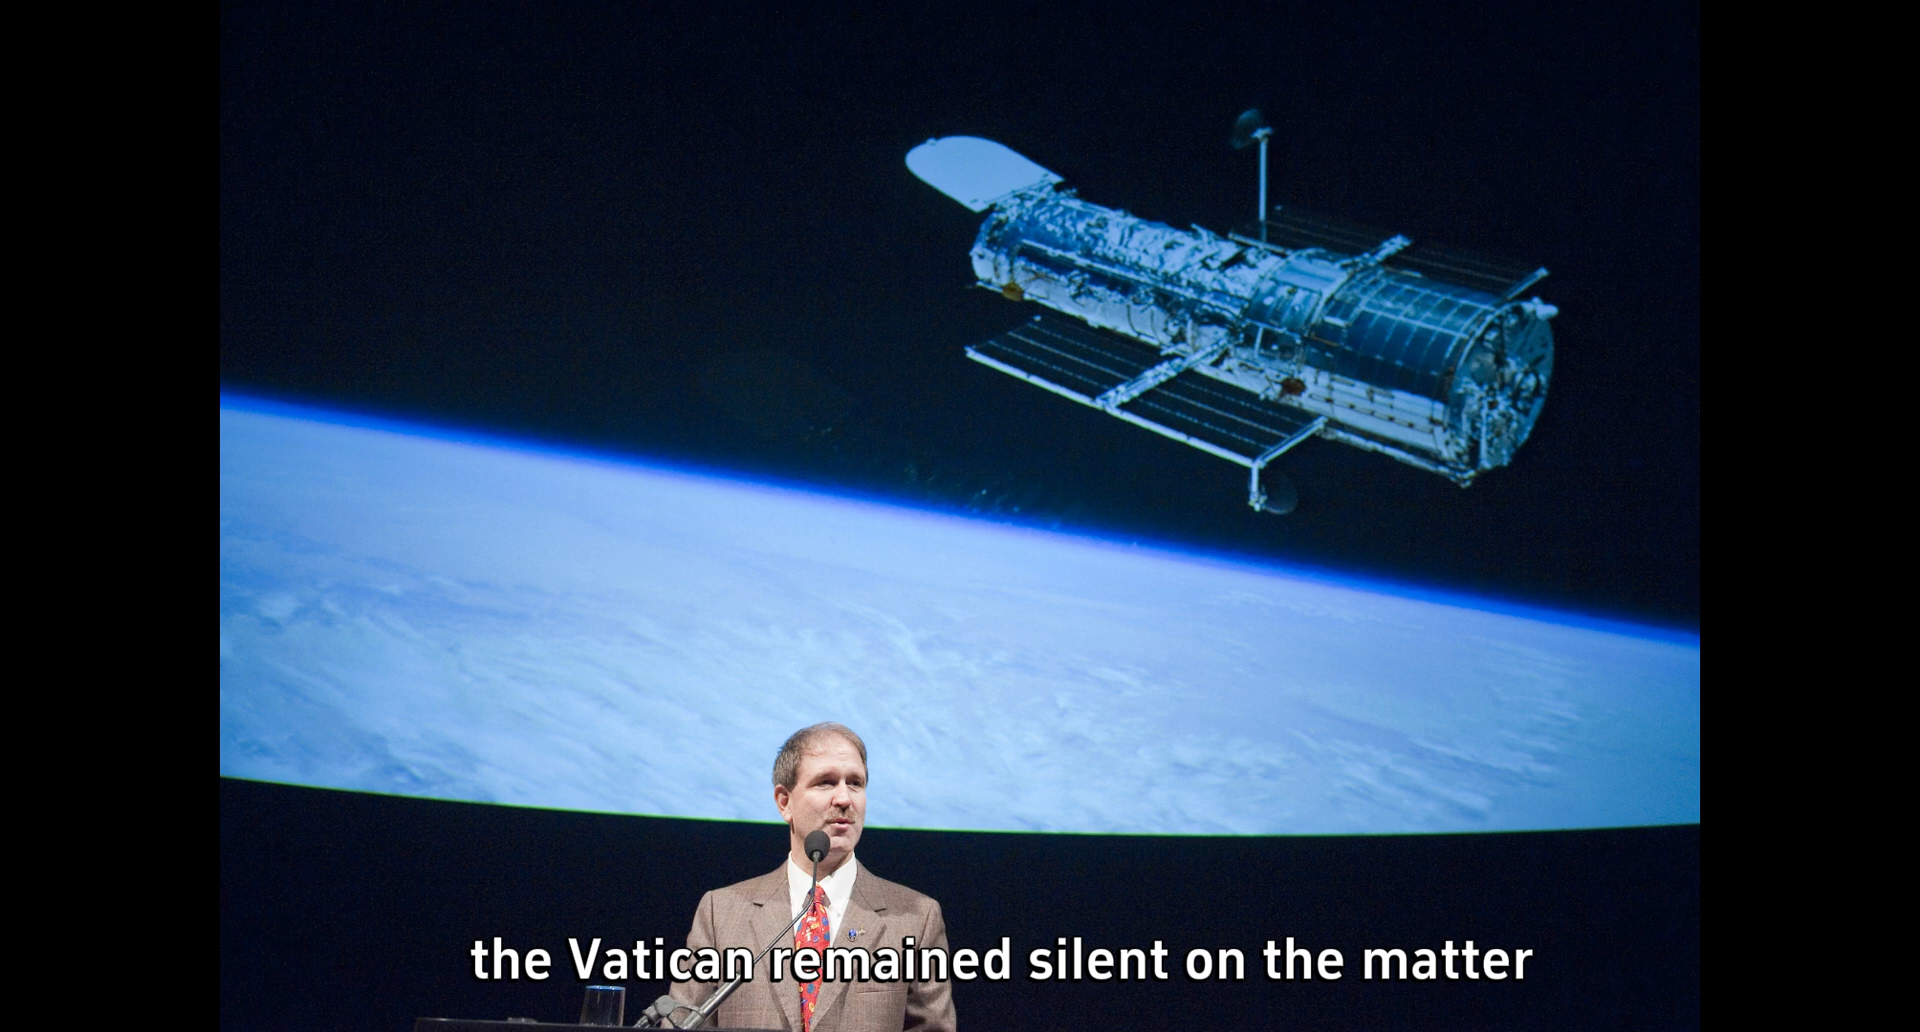 the Vatican remained silent on the matter